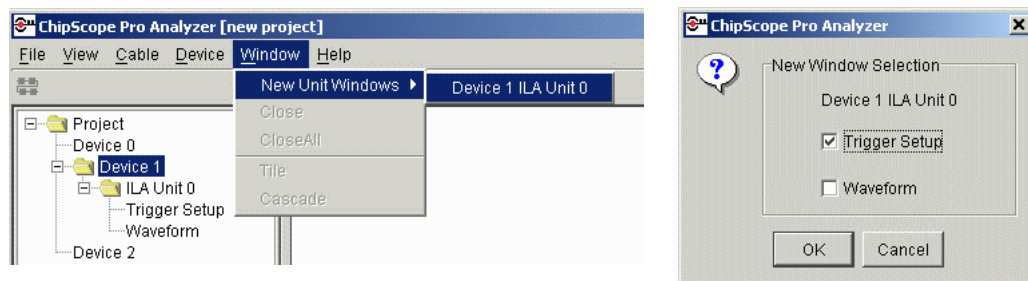 ChipScope Pro Analyzer [new project]
File View Cable Device Window Help
New Unit Windows
Device 1 ILA Unit 0
Close
CloseAll
Tile
Cascade
Project
Device 0
Device 1
ILA Unit 0
Trigger Setup
Waveform
Device 2
ChipScope Pro Analyzer
New Window Selection
Device 1 ILA Unit 0
Trigger Setup
Waveform
OK Cancel